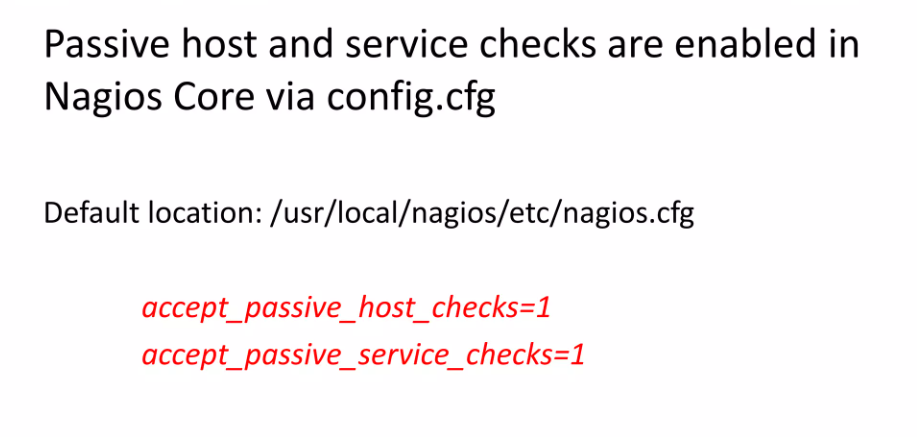 Passive host and service checks are enabled in
Nagios Core via config.cfg
Default location: /usr/local/nagios/etc/nagios.cfg
accept_passive_host_checks=1
accept_passive_service_checks=1